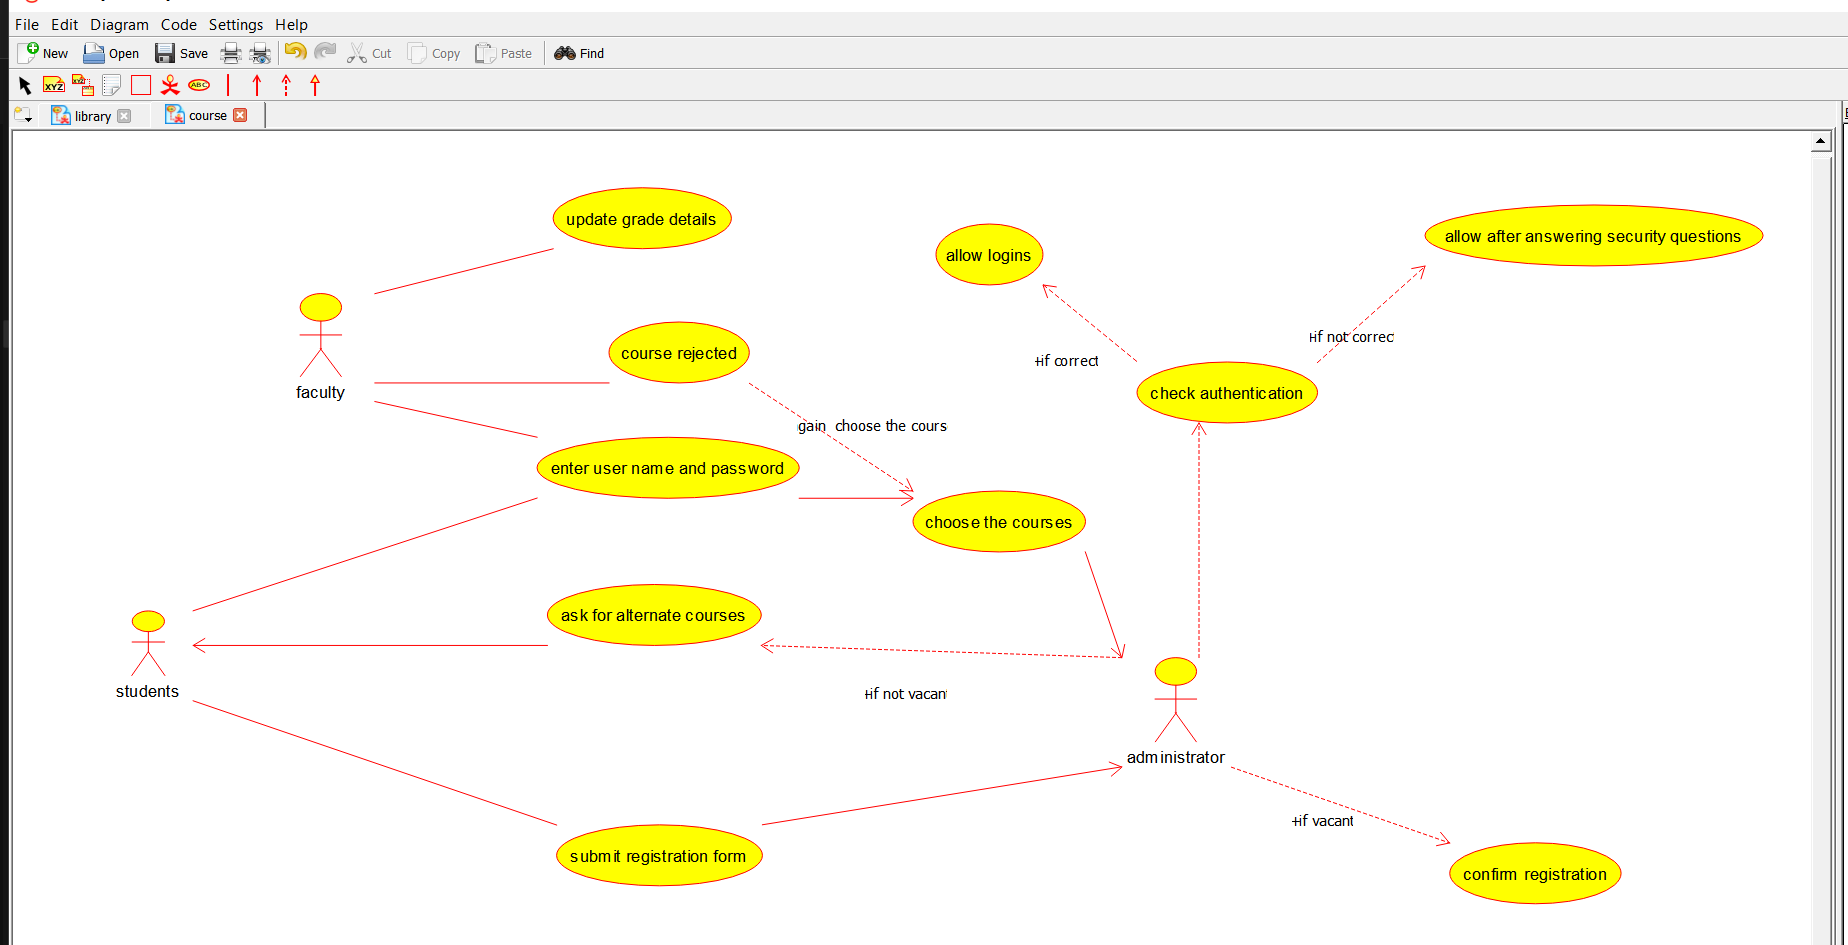 File Edit Diagram Code Settings Help
New Open Save Cut Copy Paste Find
XYZ XYZ ABC
library course
update grade details
allow logins
allow after answering security questions
+if not correc
course rejected
+if correct
check authentication
faculty
gain choose the cours
enter user name and password
choose the courses
ask for alternate courses
students
+if not vacan
administrator
+if vacant
submit registration form
confirm registration